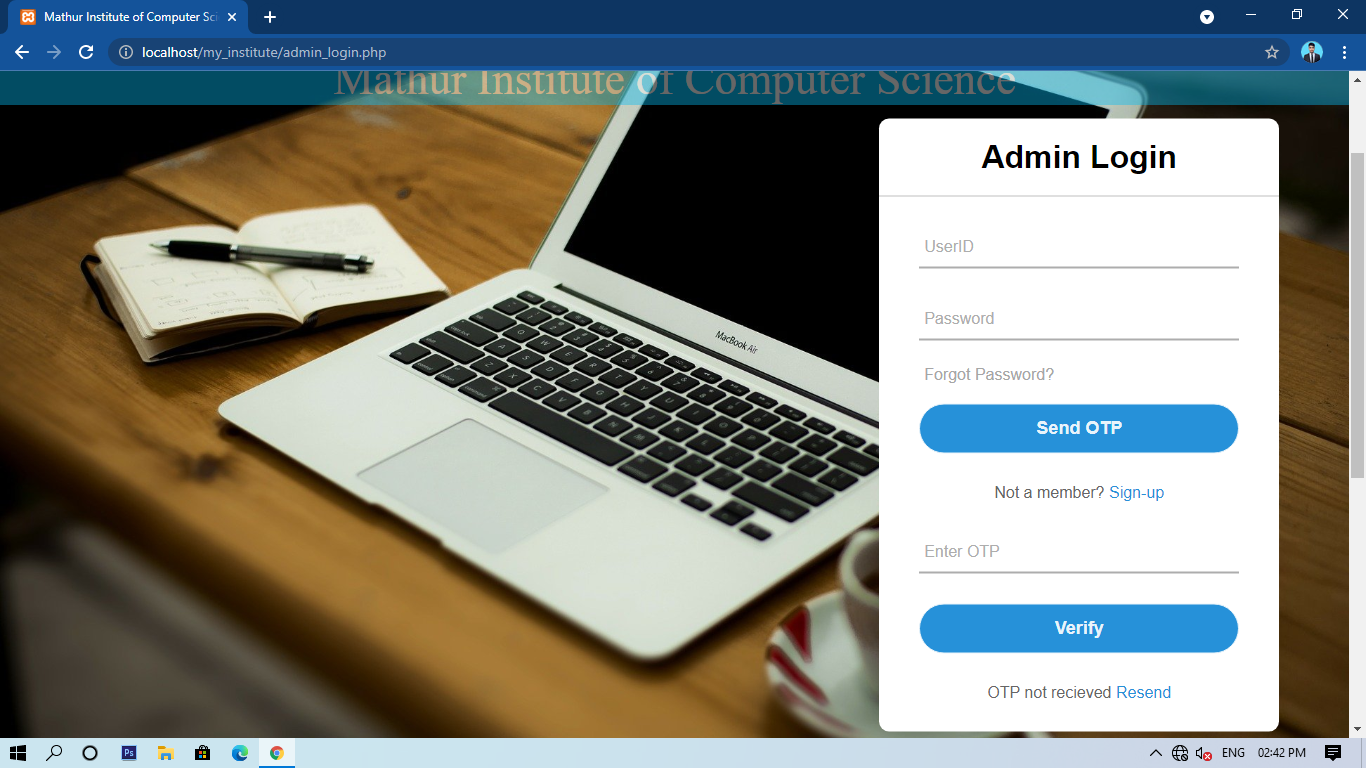 Mathur Institute of Computer Sci
localhost/my_institute/admin_login.php
Mathur Institute of Computer Science
Admin Login
UserID
Password
Forgot Password?
Send OTP
Not a member? Sign-up
Enter OTP
Verify
OTP not recieved Resend
MacBook Air
Ps
ENG
02:42 PM